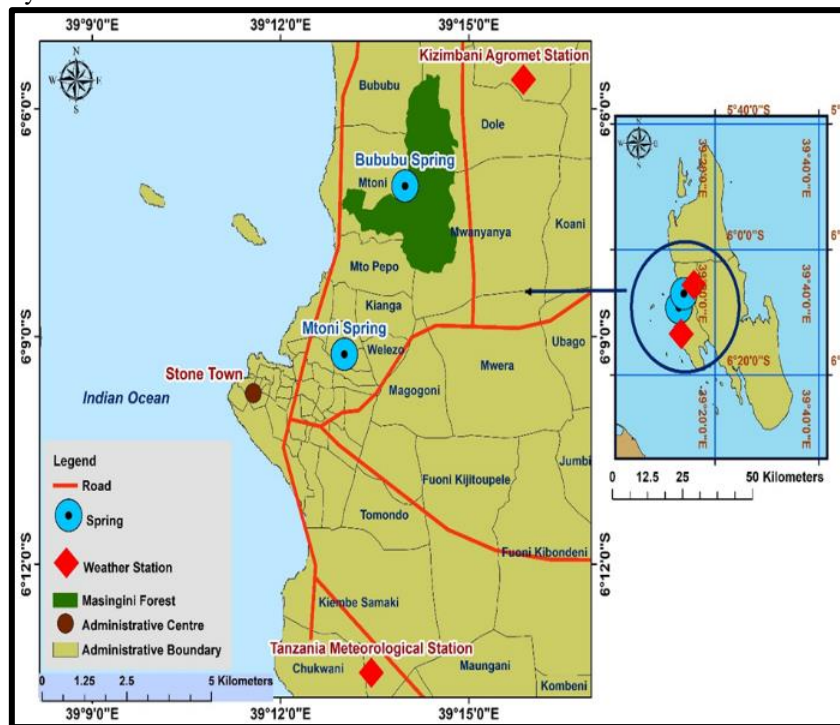 39°9'0"E 39°12'0"E 39°15'0"E
Kizimbani Agromet Station
N
W E
S
Bububu
6°6'0"S
6°6'0"S
Dole
Bububu Spring
Mtoni
Mwanyanya
Koani
Mto Pepo
Kianga
Mtoni Spring
Welezo
6°9'0"S
6°9'0"S
Ubago
Stone Town
Mwera
Magogoni
Indian Ocean
Jumbi
Fuoni Kijitoupele
Tomondo
Fuoni Kibondeni
6°12'0"S
6°12'0"S
Kiembe Samaki
Tanzania Meteorological Station
Chukwani
Maungani
Kombeni
Legend
Road
Spring
Weather Station
Masingini Forest
Administrative Centre
Administrative Boundary
0 1.25 2.5 5 Kilometers
39°9'0"E 39°12'0"E 39°15'0"E
5°40'0"S
N
W E
S
39°20'0"E
39°40'0"E
6°0'0"S
39°40'0"E
6°20'0"S
39°20'0"E
39°40'0"E
0 12.5 25 50 Kilometers